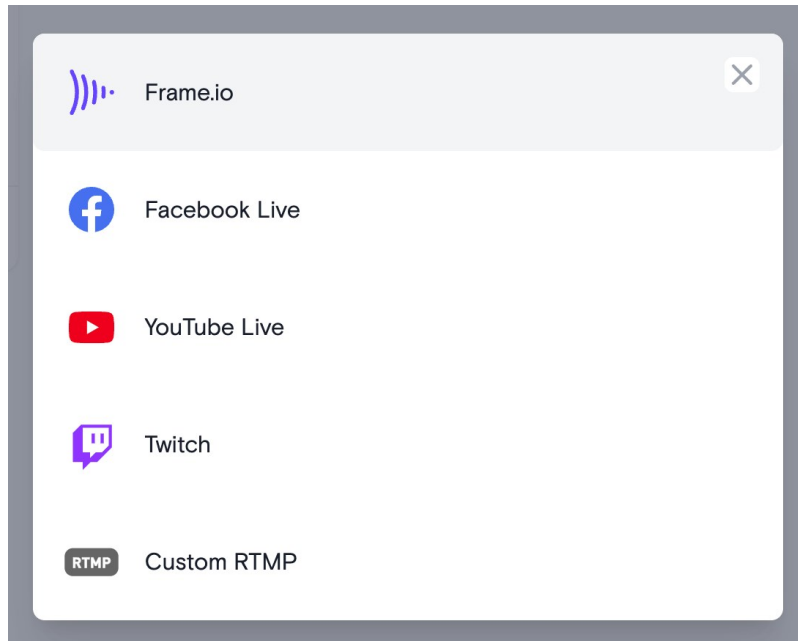 Frame.io
Facebook Live
YouTube Live
Twitch
RTMP Custom RTMP